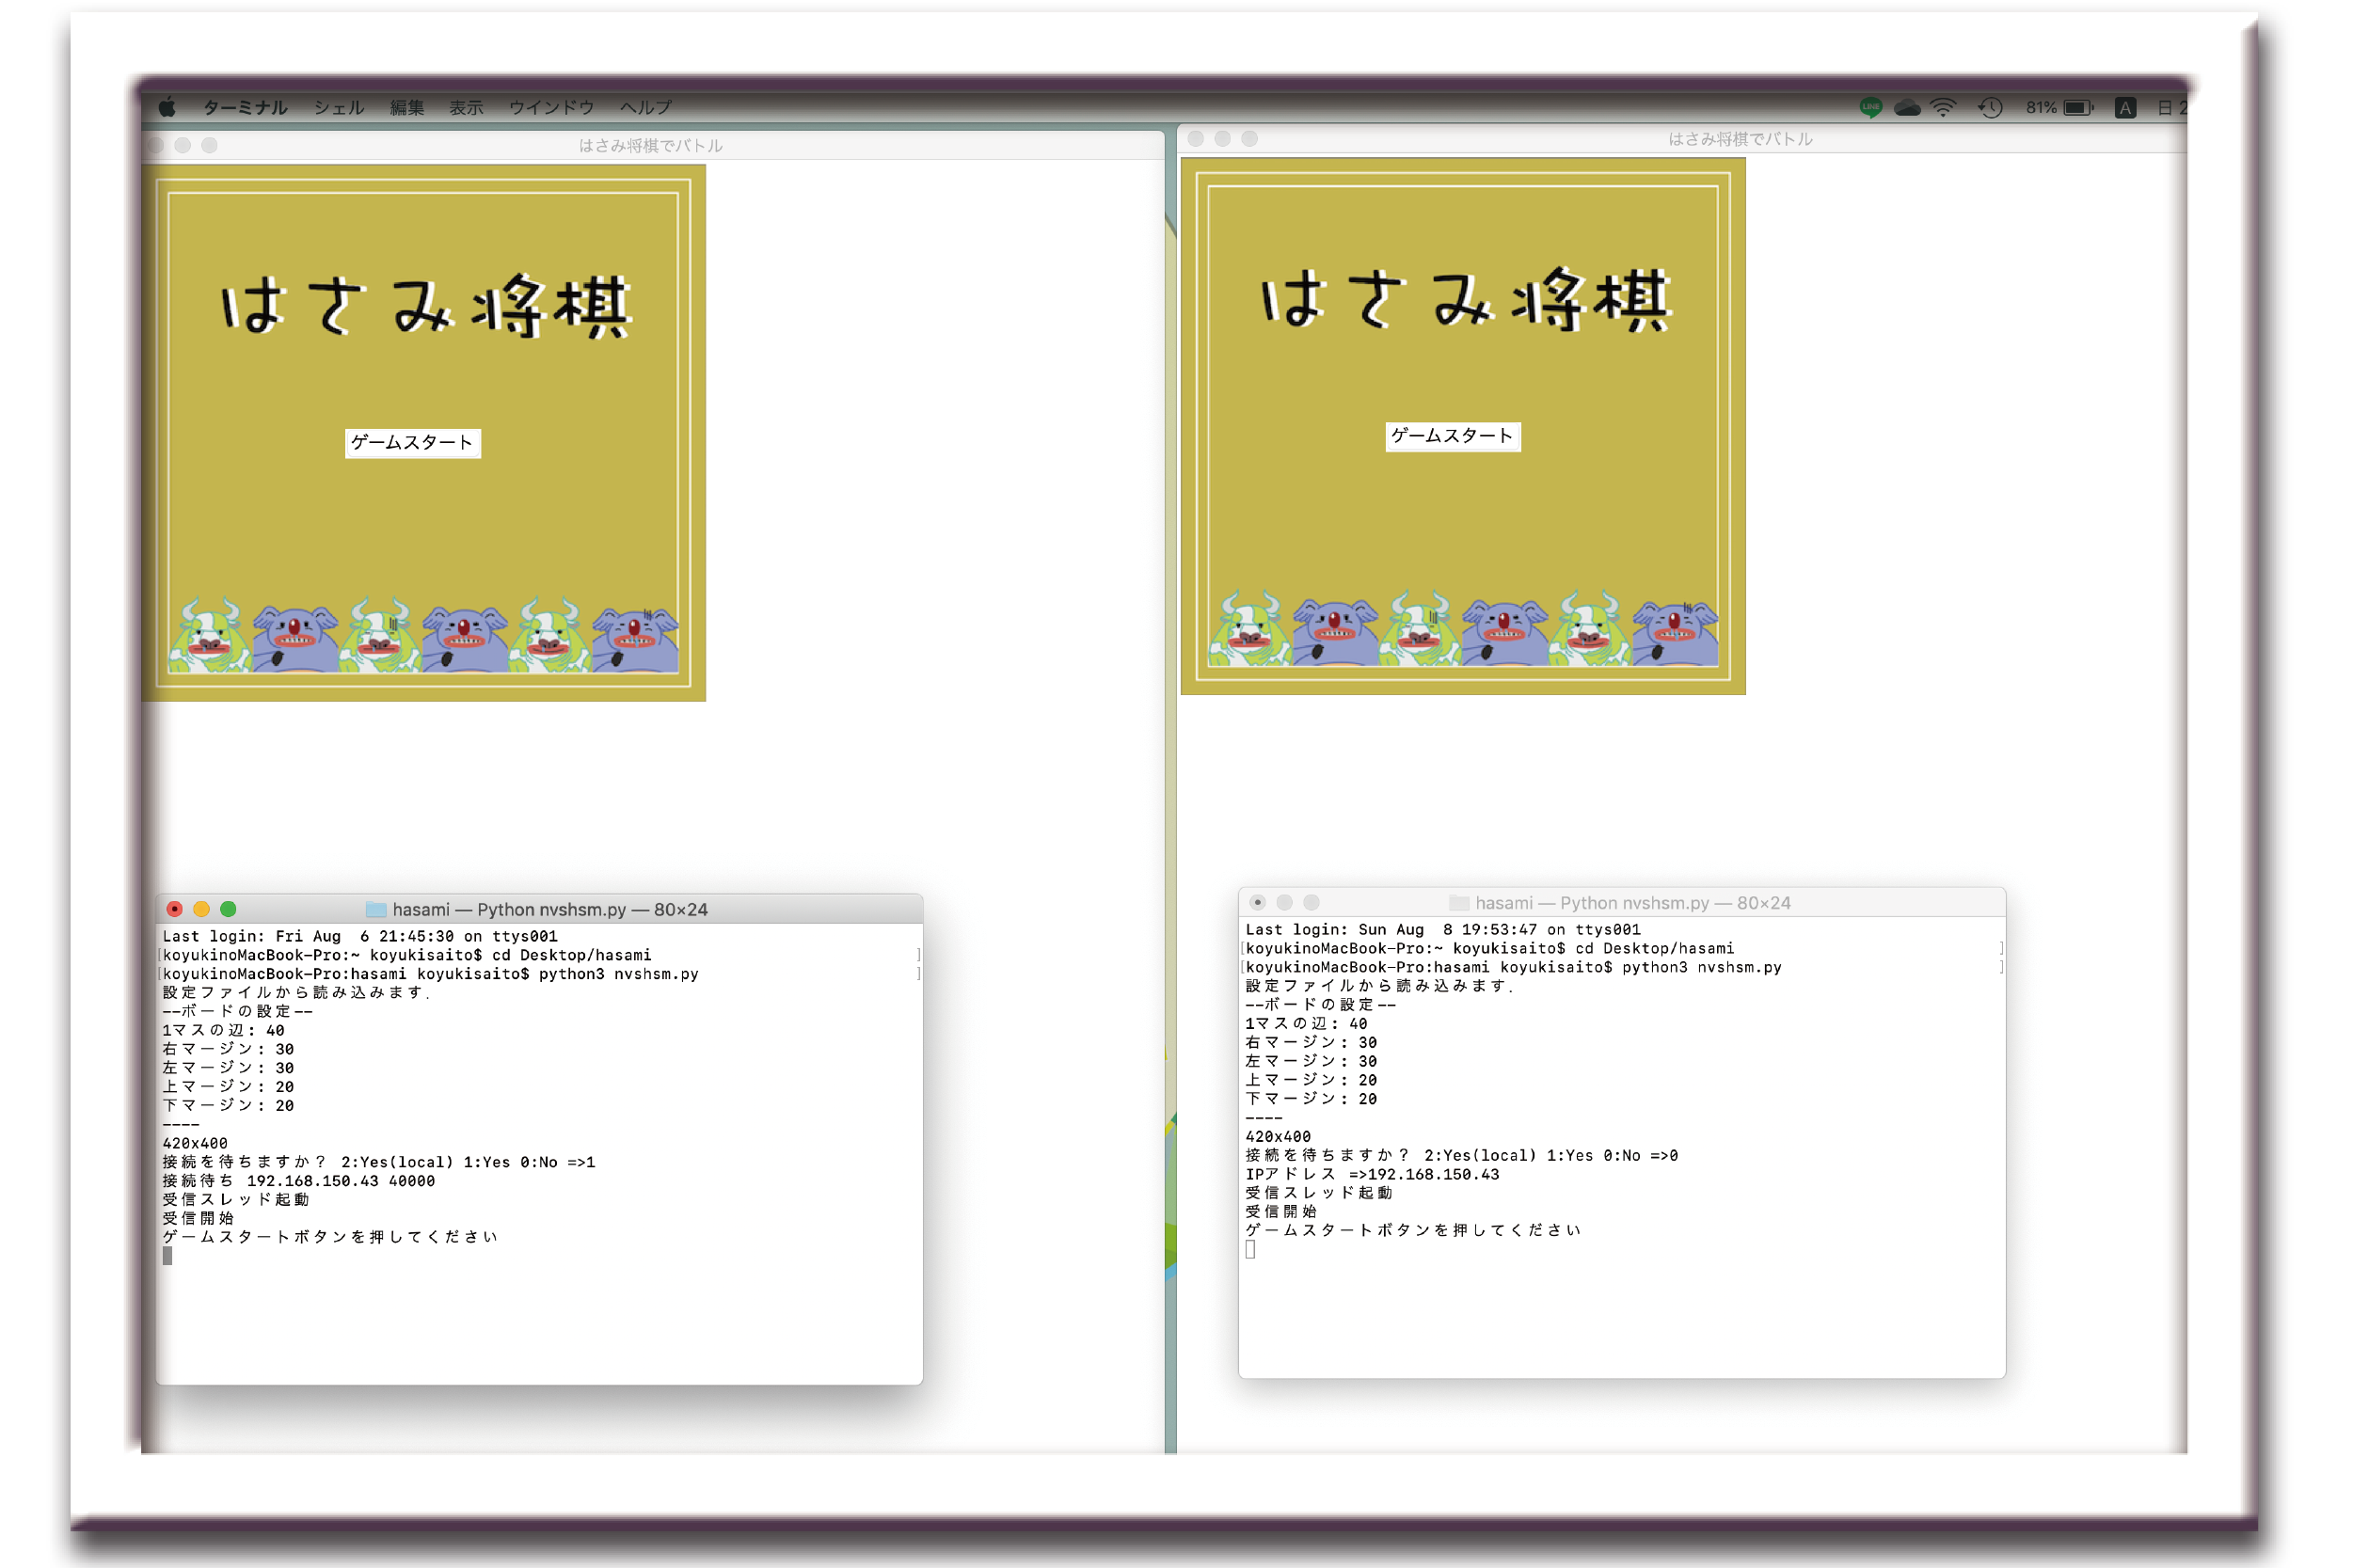 ターミナル シェル 編集 表示 ウインドウ ヘルプ
LINE 81% A 日 2
はさみ将棋でバトル
はさみ将棋
ゲームスタート
hasami — Python nvshsm.py — 80×24
Last login: Fri Aug  6 21:45:30 on ttys001
[koyukinoMacBook-Pro:~ koyukisaito$ cd Desktop/hasami ]
[koyukinoMacBook-Pro:hasami koyukisaito$ python3 nvshsm.py ]
設定ファイルから読み込みます.
--ボードの設定--
1マスの辺: 40
右マージン: 30
左マージン: 30
上マージン: 20
下マージン: 20
----
420x400
接続を待ちますか? 2:Yes(local) 1:Yes 0:No =>1
接続待ち 192.168.150.43 40000
受信スレッド起動
受信開始
ゲームスタートボタンを押してください
はさみ将棋でバトル
はさみ将棋
ゲームスタート
hasami — Python nvshsm.py — 80×24
Last login: Sun Aug  8 19:53:47 on ttys001
[koyukinoMacBook-Pro:~ koyukisaito$ cd Desktop/hasami ]
[koyukinoMacBook-Pro:hasami koyukisaito$ python3 nvshsm.py ]
設定ファイルから読み込みます.
--ボードの設定--
1マスの辺: 40
右マージン: 30
左マージン: 30
上マージン: 20
下マージン: 20
----
420x400
接続を待ちますか? 2:Yes(local) 1:Yes 0:No =>0
IPアドレス =>192.168.150.43
受信スレッド起動
受信開始
ゲームスタートボタンを押してください